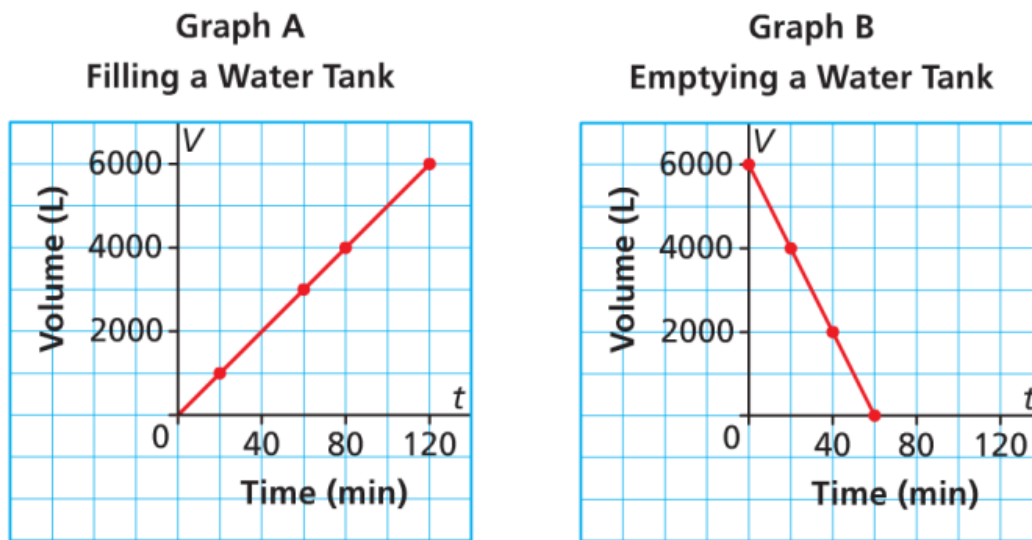 Graph A
Filling a Water Tank
V
6000
4000
2000
0
40
80
120
t
Volume (L)
Time (min)
Graph B
Emptying a Water Tank
V
6000
4000
2000
0
40
80
120
t
Volume (L)
Time (min)